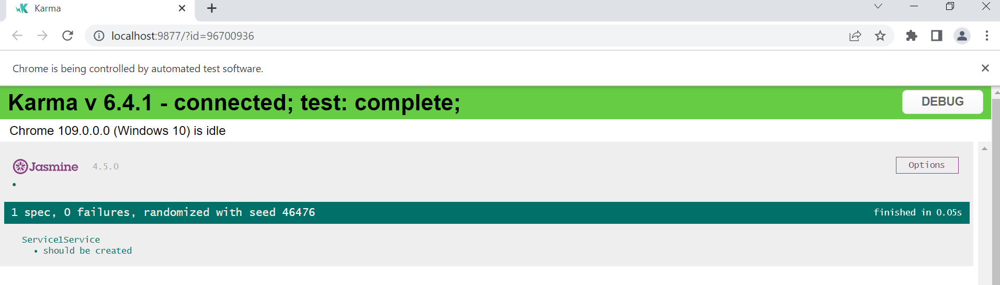 Karma
localhost:9877/?id=96700936
Chrome is being controlled by automated test software.
Karma v 6.4.1 - connected; test: complete;
DEBUG
Chrome 109.0.0.0 (Windows 10) is idle
Jasmine 4.5.0
Options
•
1 spec, 0 failures, randomized with seed 46476
finished in 0.05s
Service1Service
• should be created